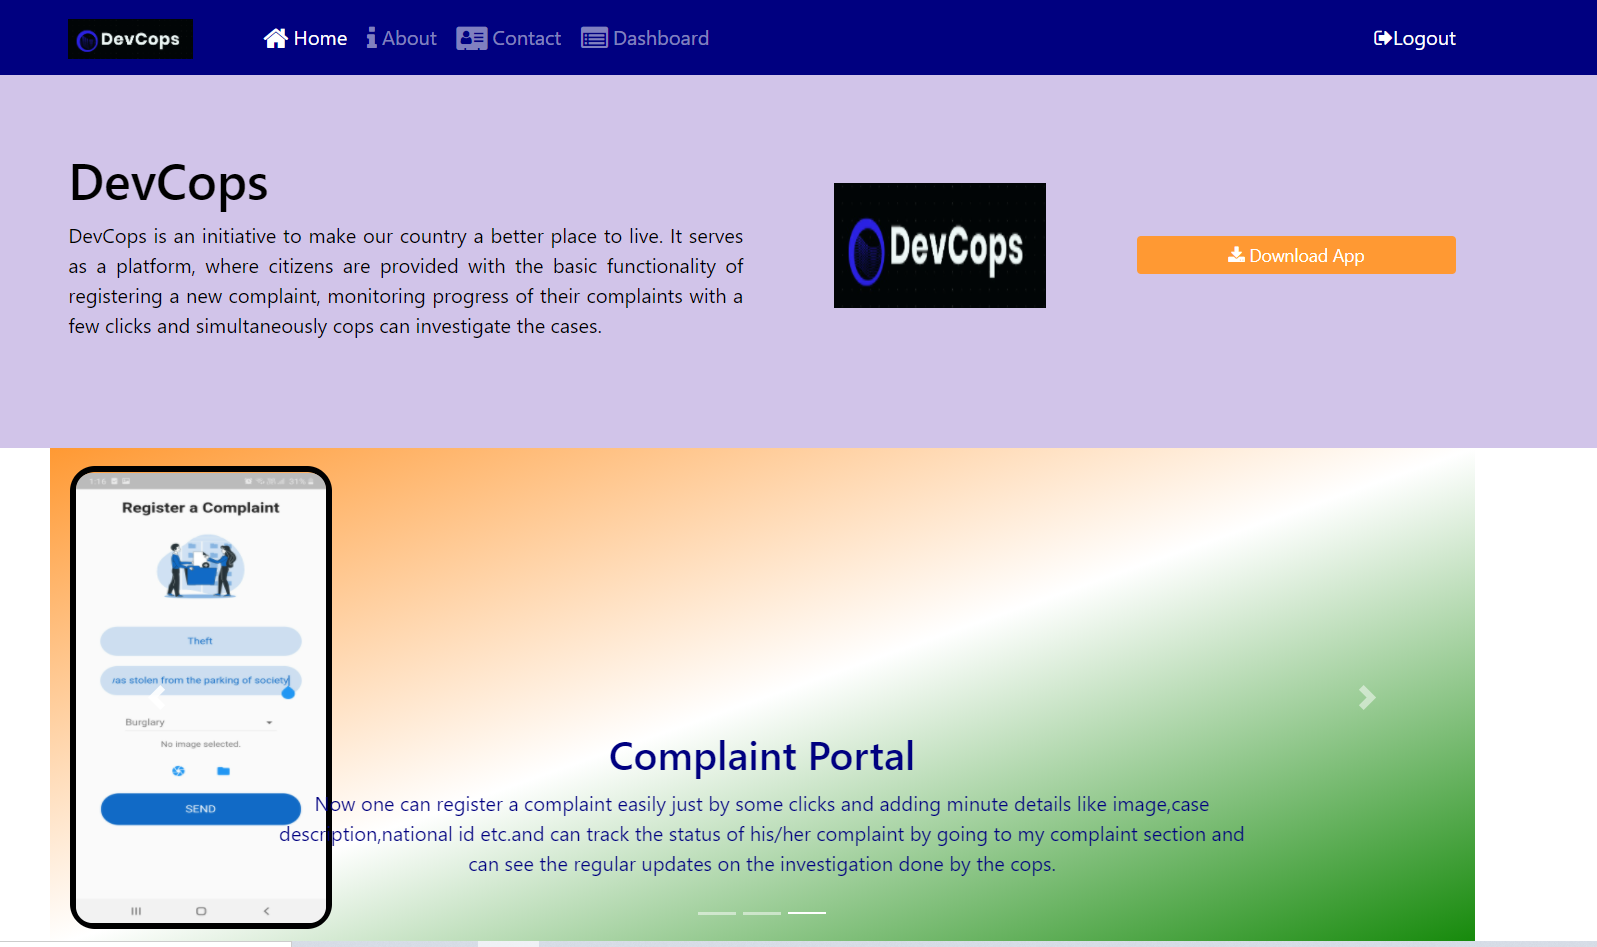 DevCops
Home
About
Contact
Dashboard
Logout
DevCops
DevCops is an initiative to make our country a better place to live. It serves
as a platform, where citizens are provided with the basic functionality of
registering a new complaint, monitoring progress of their complaints with a
few clicks and simultaneously cops can investigate the cases.
DevCops
Download App
1:16
31%
Register a Complaint
Theft
was stolen from the parking of society
Burglary
No image selected.
SEND
Complaint Portal
Now one can register a complaint easily just by some clicks and adding minute details like image,case
description,national id etc.and can track the status of his/her complaint by going to my complaint section and
can see the regular updates on the investigation done by the cops.